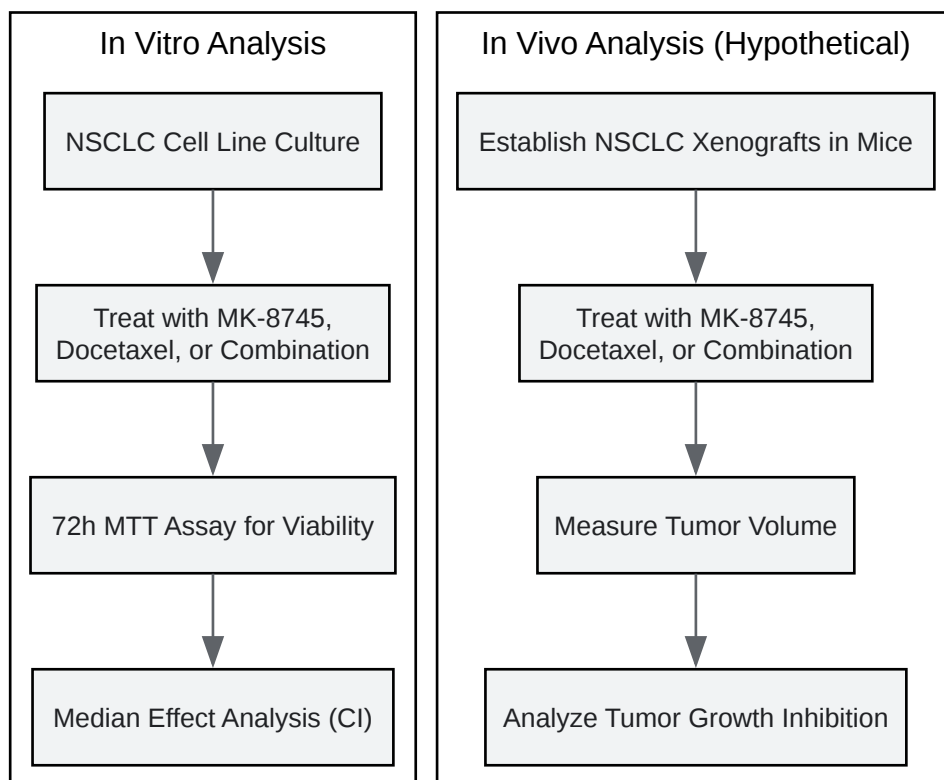 In Vitro Analysis
NSCLC Cell Line Culture
Treat with MK-8745,
Docetaxel, or Combination
72h MTT Assay for Viability
Median Effect Analysis (CI)
In Vivo Analysis (Hypothetical)
Establish NSCLC Xenografts in Mice
Treat with MK-8745,
Docetaxel, or Combination
Measure Tumor Volume
Analyze Tumor Growth Inhibition